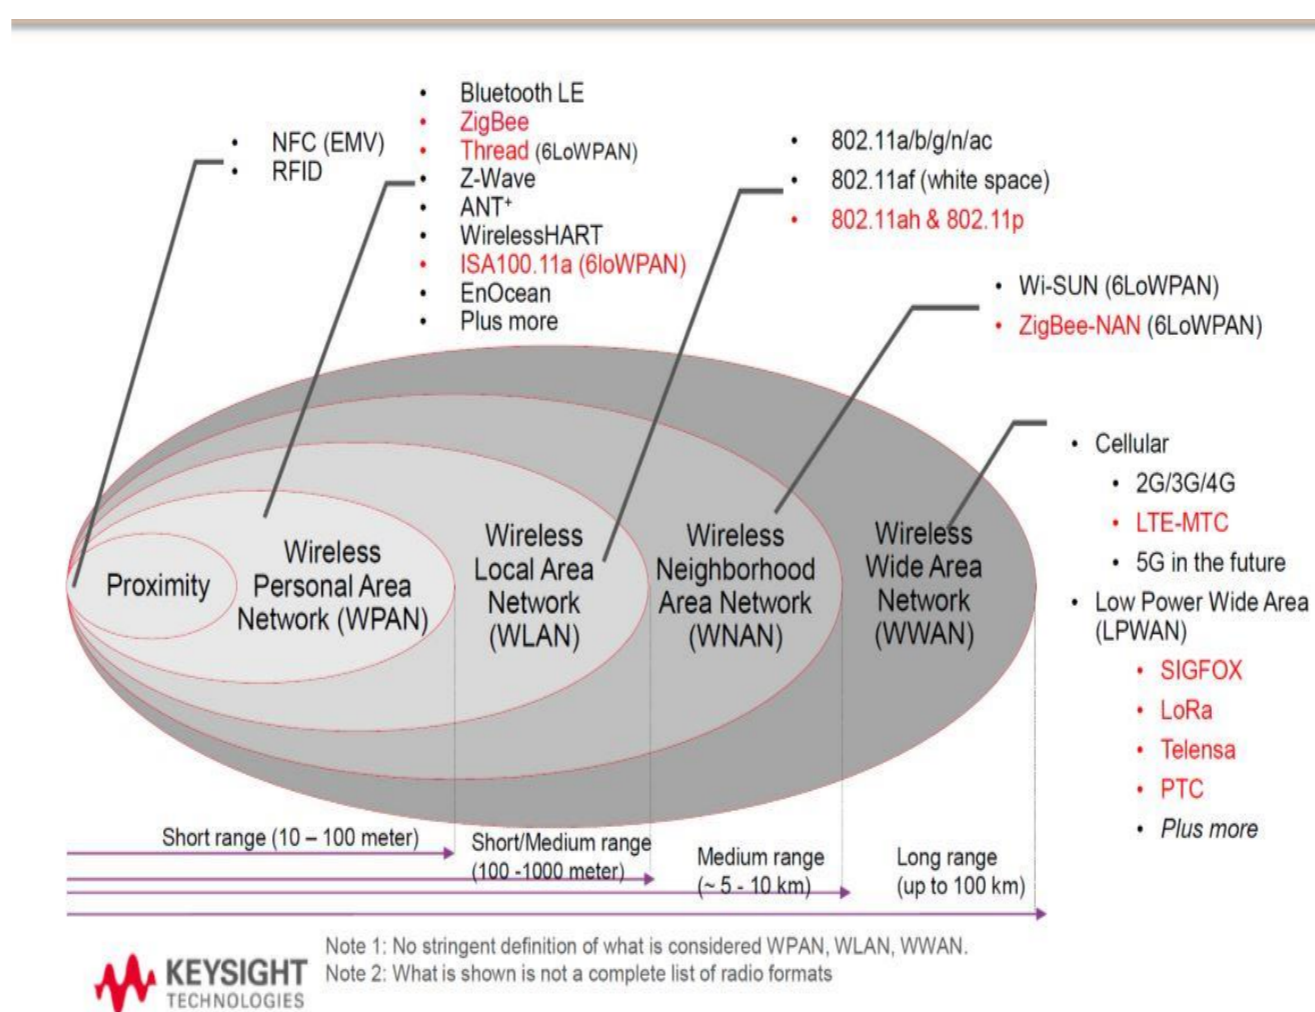 • NFC (EMV)
• RFID
• Bluetooth LE
• ZigBee
• Thread (6LoWPAN)
• Z-Wave
• ANT⁺
• WirelessHART
• ISA100.11a (6loWPAN)
• EnOcean
• Plus more
• 802.11a/b/g/n/ac
• 802.11af (white space)
• 802.11ah & 802.11p
• Wi-SUN (6LoWPAN)
• ZigBee-NAN (6LoWPAN)
• Cellular
• 2G/3G/4G
• LTE-MTC
• 5G in the future
• Low Power Wide Area
(LPWAN)
• SIGFOX
• LoRa
• Telensa
• PTC
• Plus more
Proximity
Wireless
Personal Area
Network (WPAN)
Wireless
Local Area
Network
(WLAN)
Wireless
Neighborhood
Area Network
(WNAN)
Wireless
Wide Area
Network
(WWAN)
Short range (10 – 100 meter)
Short/Medium range
(100 -1000 meter)
Medium range
(~ 5 - 10 km)
Long range
(up to 100 km)
KEYSIGHT
TECHNOLOGIES
Note 1: No stringent definition of what is considered WPAN, WLAN, WWAN.
Note 2: What is shown is not a complete list of radio formats